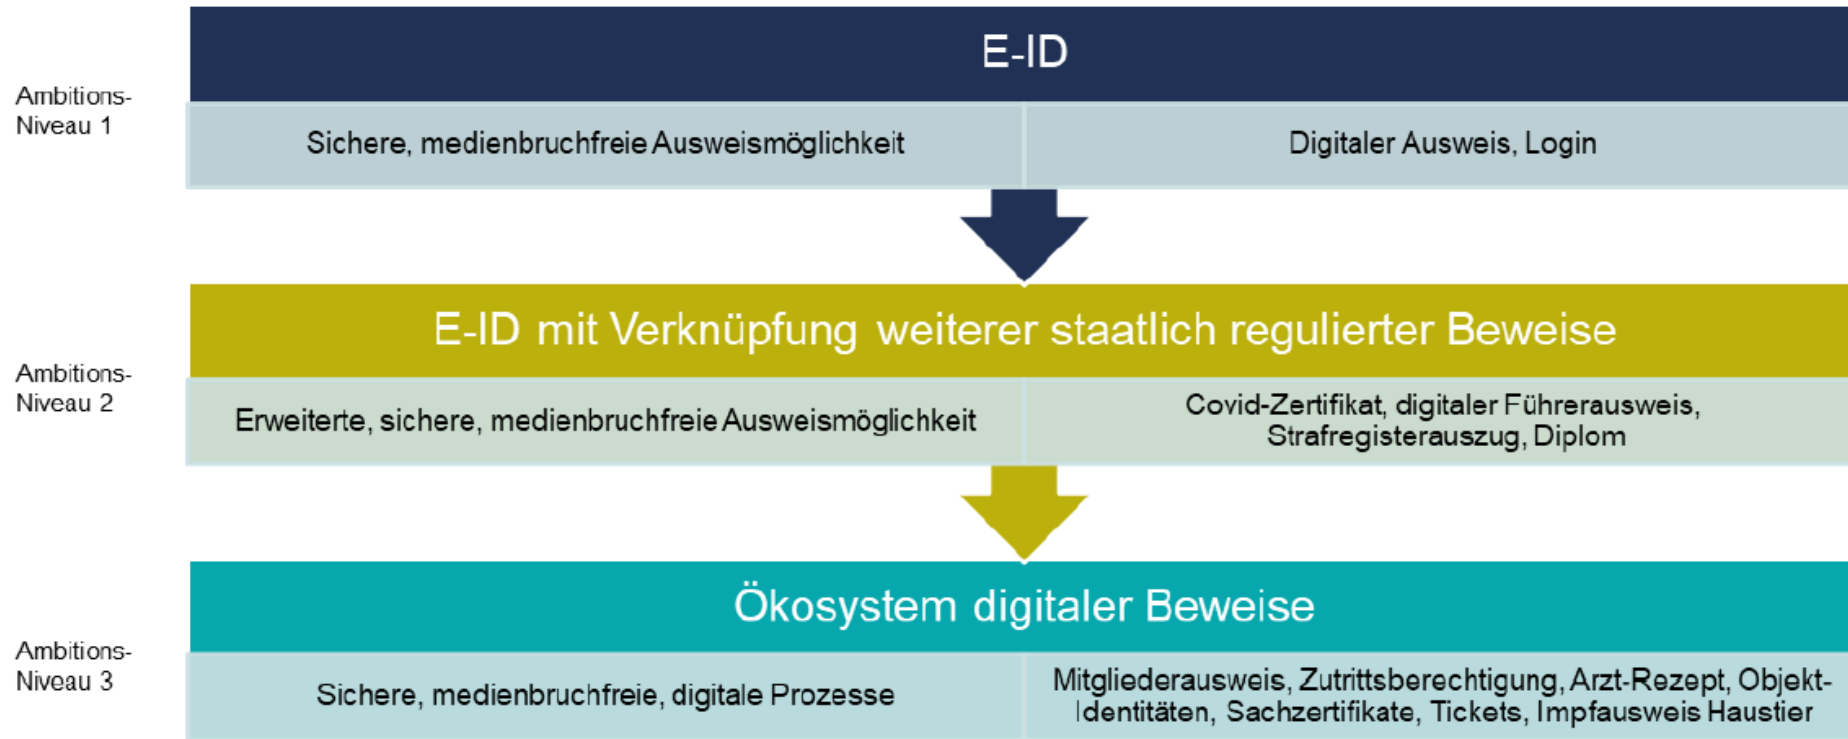 E-ID
Ambitions-
Niveau 1
Sichere, medienbruchfreie Ausweismöglichkeit
Digitaler Ausweis, Login
E-ID mit Verknüpfung weiterer staatlich regulierter Beweise
Ambitions-
Niveau 2
Erweiterte, sichere, medienbruchfreie Ausweismöglichkeit
Covid-Zertifikat, digitaler Führerausweis,
Strafregisterauszug, Diplom
Ökosystem digitaler Beweise
Ambitions-
Niveau 3
Sichere, medienbruchfreie, digitale Prozesse
Mitgliederausweis, Zutrittsberechtigung, Arzt-Rezept, Objekt-
Identitäten, Sachzertifikate, Tickets, Impfausweis Haustier